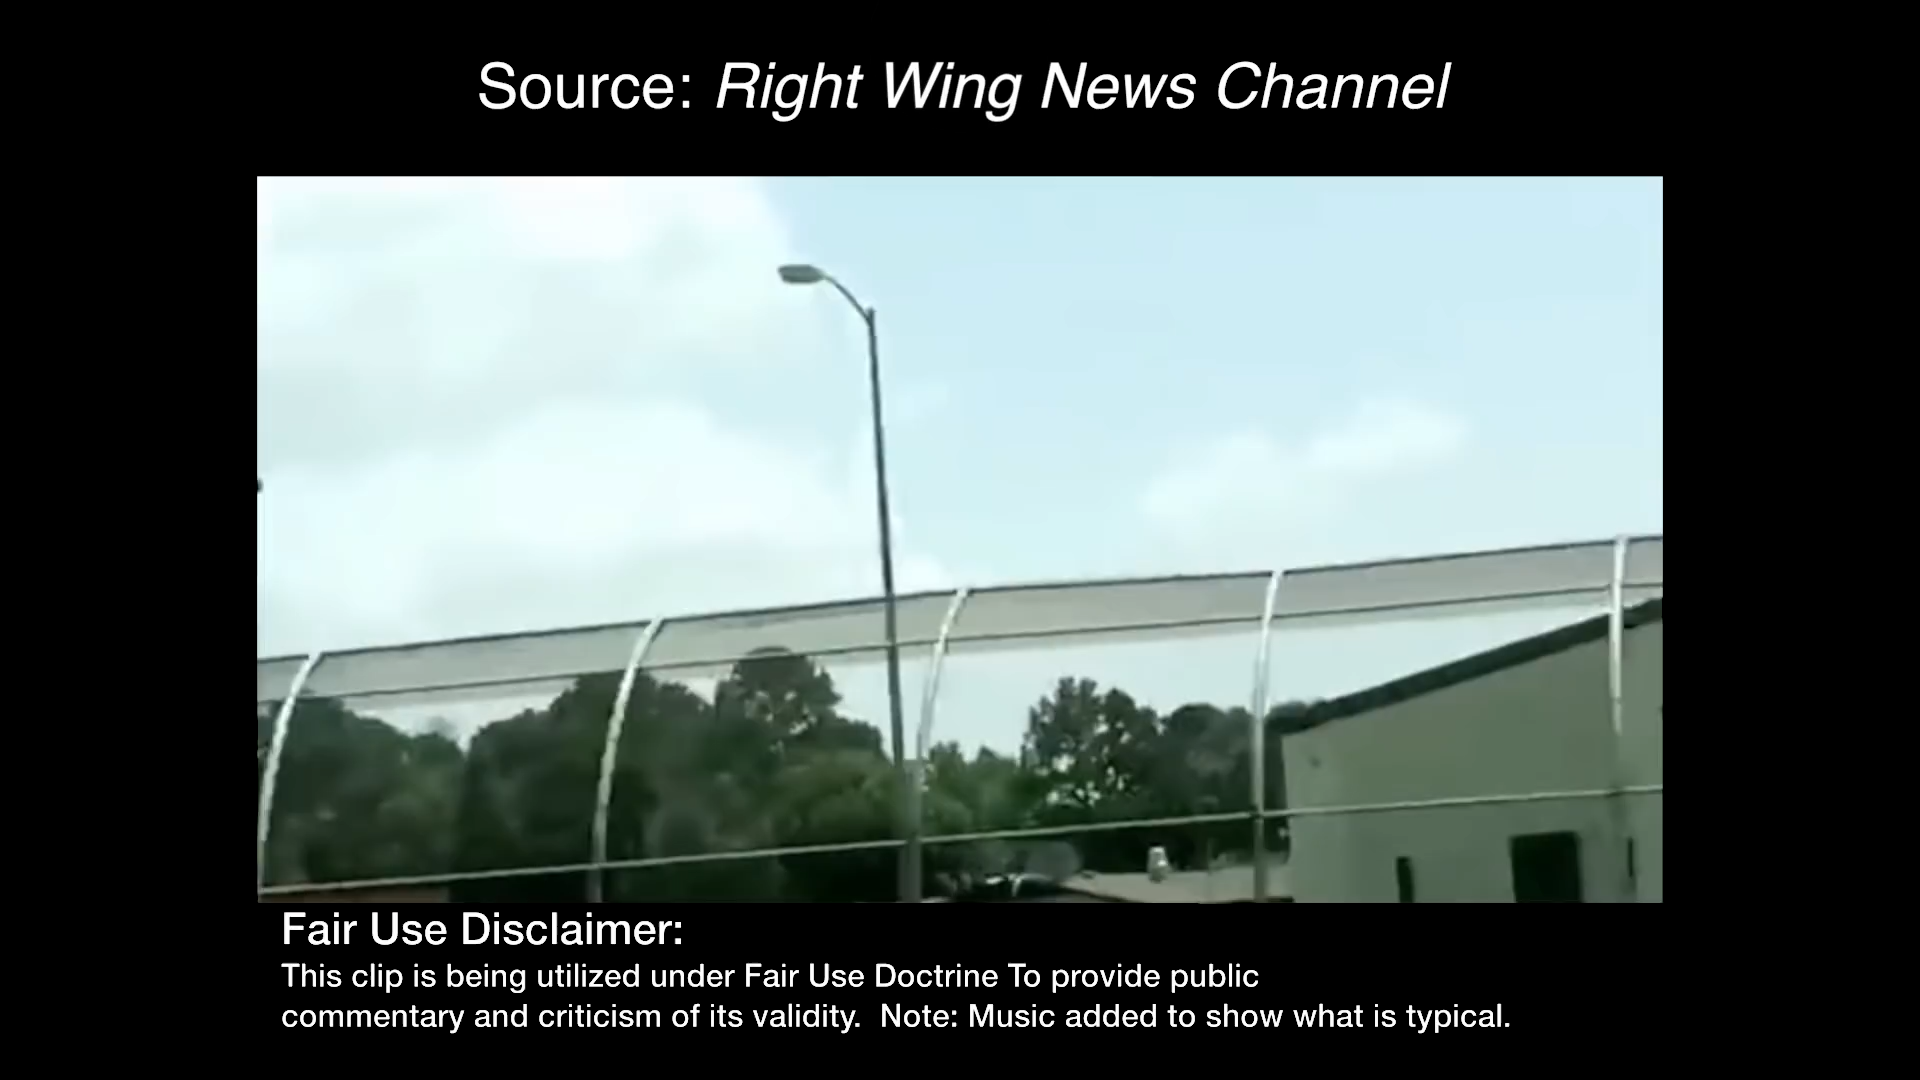 Source: Right Wing News Channel
Fair Use Disclaimer:
This clip is being utilized under Fair Use Doctrine To provide public
commentary and criticism of its validity.  Note: Music added to show what is typical.